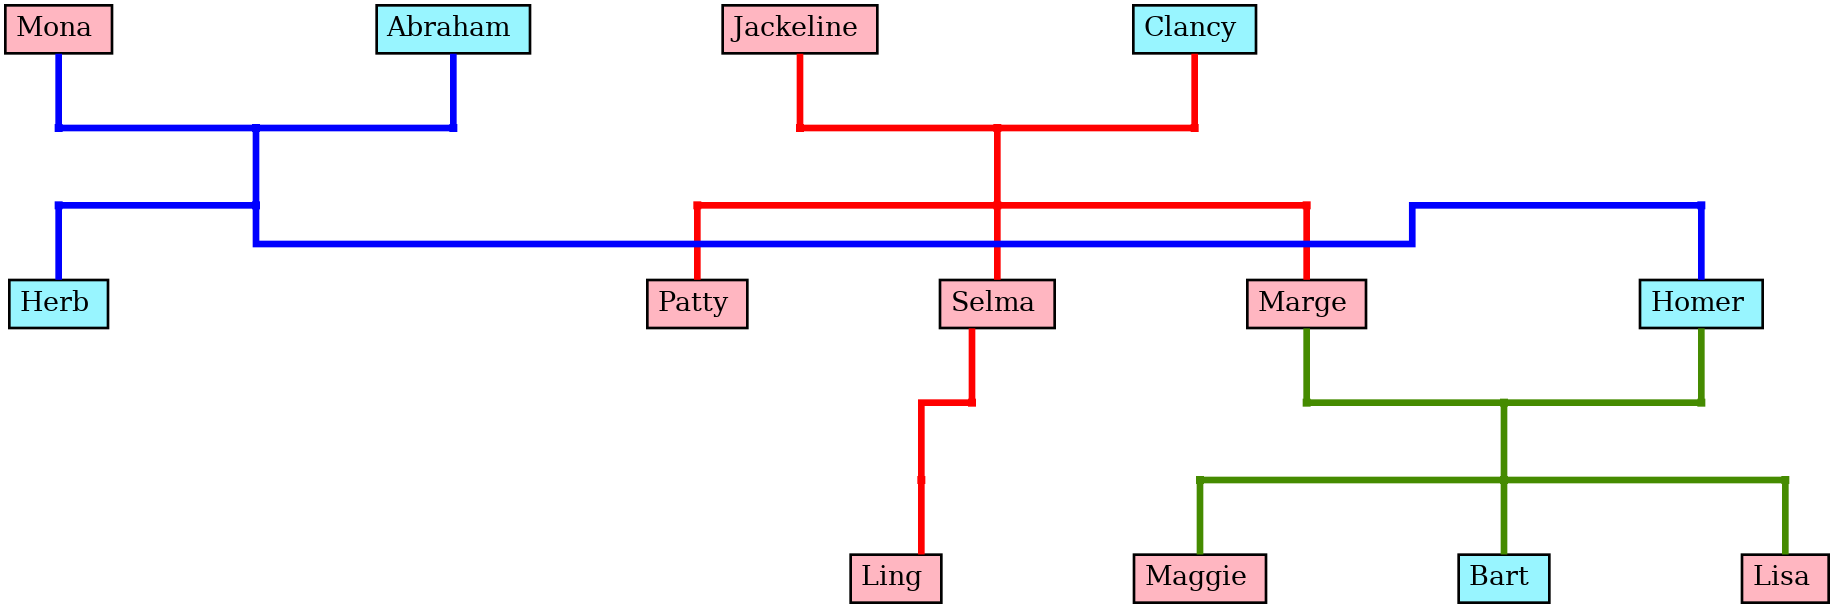 Mona
Abraham
Jackeline
Clancy
Herb
Patty
Selma
Marge
Homer
Ling
Maggie
Bart
Lisa